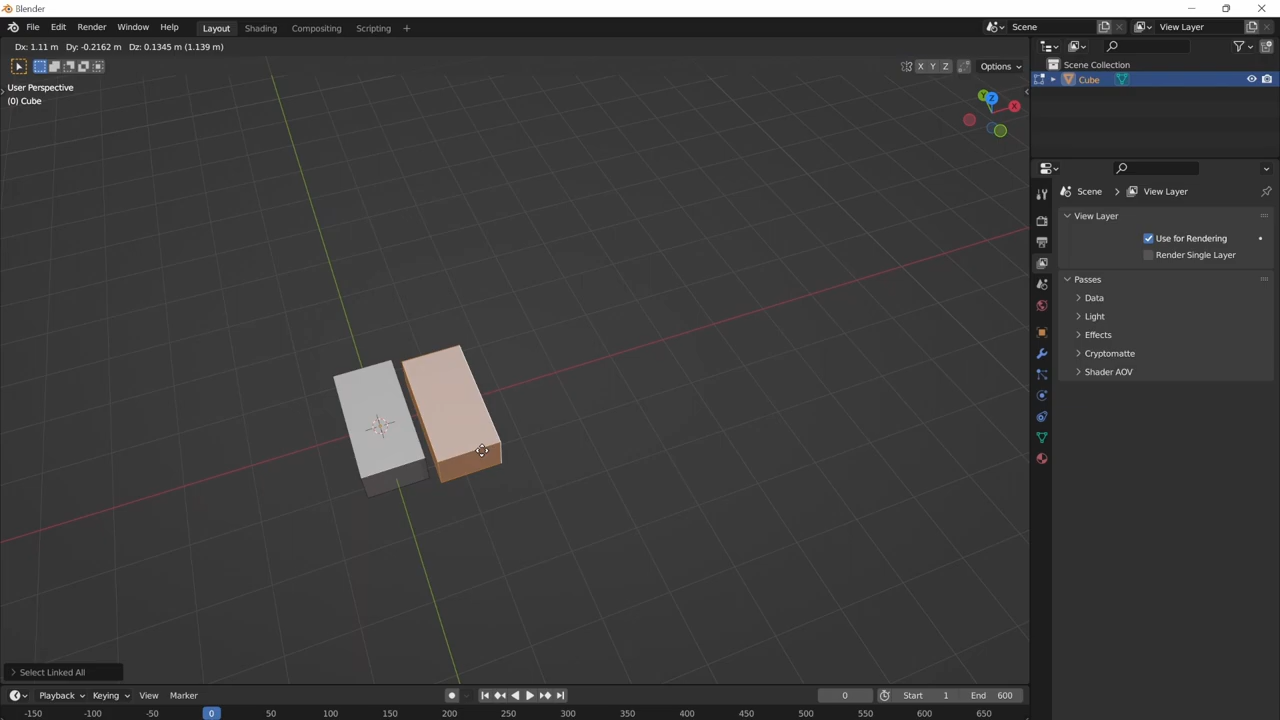 Blender
File Edit Render Window Help Layout Shading Compositing Scripting + Scene View Layer
Dx: 1.11 m Dy: -0.2162 m Dz: 0.1345 m (1.139 m)
X Y Z Options
User Perspective
(0) Cube
Scene Collection
Cube
Y Z X
Scene > View Layer
View Layer
Use for Rendering
Render Single Layer
Passes
Data
Light
Effects
Cryptomatte
Shader AOV
Select Linked All
Playback Keying View Marker 0 Start 1 End 600
-150 -100 -50 0 50 100 150 200 250 300 350 400 450 500 550 600 650